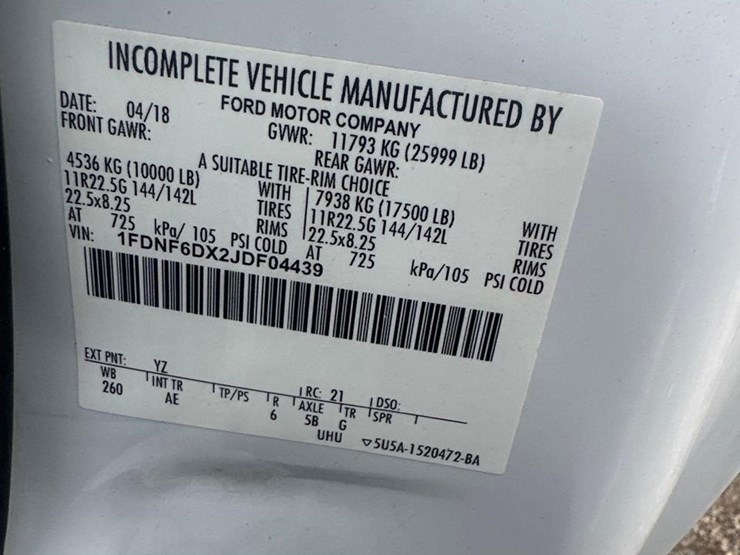 INCOMPLETE VEHICLE MANUFACTURED BY
FORD MOTOR COMPANY
DATE: 04/18 GVWR: 11793 KG (25999 LB)
FRONT GAWR: REAR GAWR:
A SUITABLE TIRE-RIM CHOICE
4536 KG (10000 LB) WITH 7938 KG (17500 LB) WITH
11R22.5G 144/142L TIRES 11R22.5G 144/142L TIRES
22.5x8.25 RIMS 22.5x8.25 RIMS
AT 725 kPa/ 105 PSI COLD AT 725 kPa/105 PSI COLD
VIN: 1FDNF6DX2JDF04439
EXT PNT: YZ RC: 21 DSO:
WB INT TR TP/PS R AXLE TR SPR
260 AE 6 5B G
UHU ▽5U5A-1520472-BA